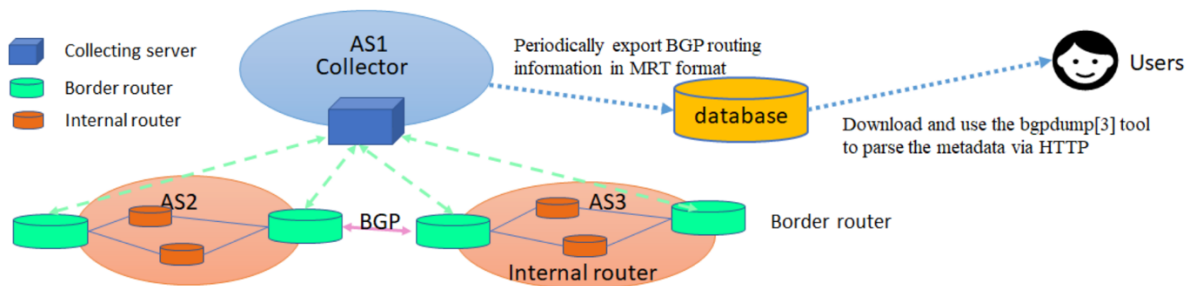 Collecting server
Border router
Internal router
AS1
Collector
Periodically export BGP routing
information in MRT format
database
Users
Download and use the bgpdump[3] tool
to parse the metadata via HTTP
AS2
BGP
AS3
Border router
Internal router